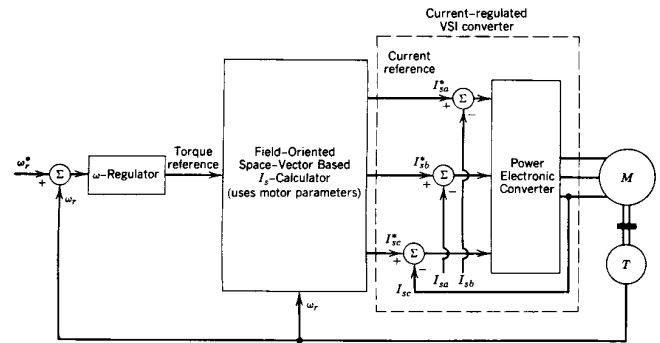 Current-regulated
VSI converter
Current
reference
I*sa
Σ
+
−
Torque
reference
Field-Oriented
Space-Vector Based
Is-Calculator
(uses motor parameters)
ω*r
+
Σ
ω-Regulator
ωr
I*sb
Σ
+
−
Power
Electronic
Converter
M
I*sc
Σ
+
−
T
Isc
Isa
Isb
ωr